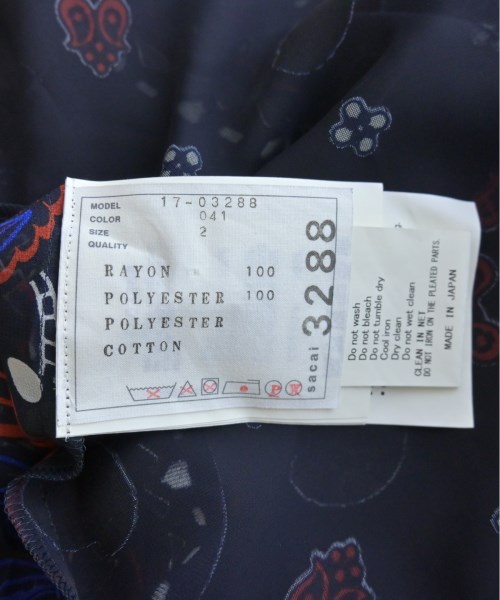 MODEL 17-03288
COLOR 041
SIZE 2
QUALITY
RAYON 100
POLYESTER 100
POLYESTER
COTTON
P
sacai 3288
Do not wash
Do not bleach
Do not tumble dry
Cool iron
Dry clean
Do not wet clean
CLEAN IN NET
DO NOT IRON ON THE PLEATED PARTS.
MADE IN JAPAN